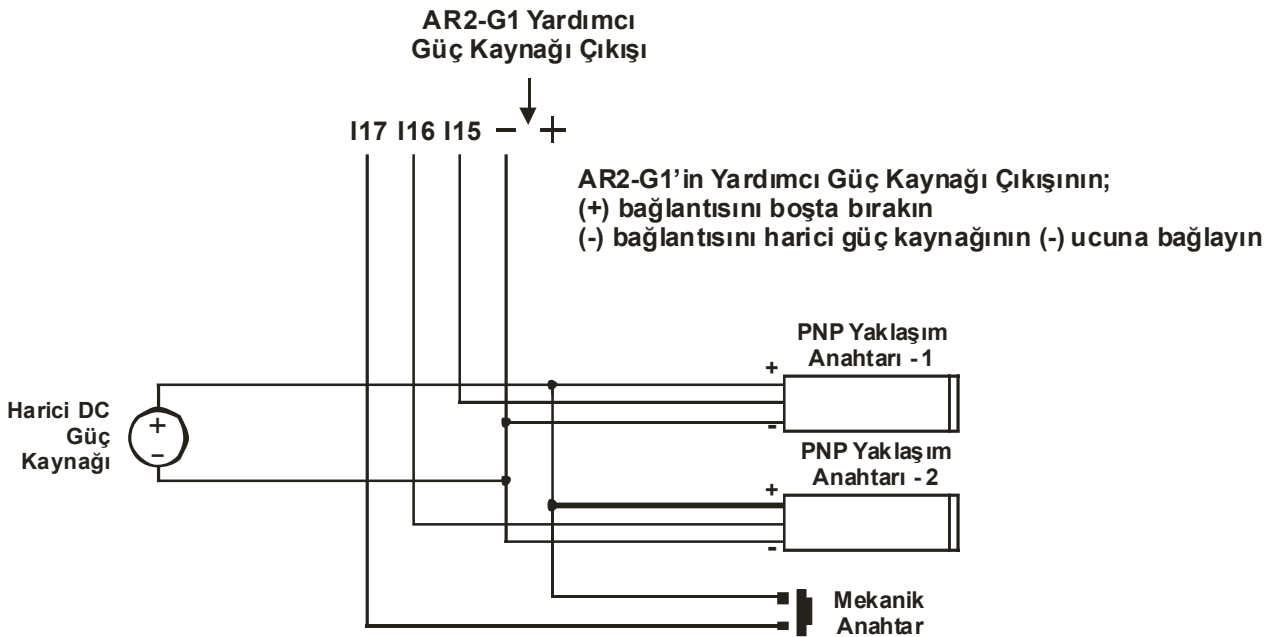 AR2-G1 Yardımcı
Güç Kaynağı Çıkışı
I17 I16 I15 − +
AR2-G1'in Yardımcı Güç Kaynağı Çıkışının;
(+) bağlantısını boşta bırakın
(-) bağlantısını harici güç kaynağının (-) ucuna bağlayın
PNP Yaklaşım
Anahtarı - 1
+
-
Harici DC
Güç
Kaynağı
+
−
PNP Yaklaşım
Anahtarı - 2
+
-
Mekanik
Anahtar